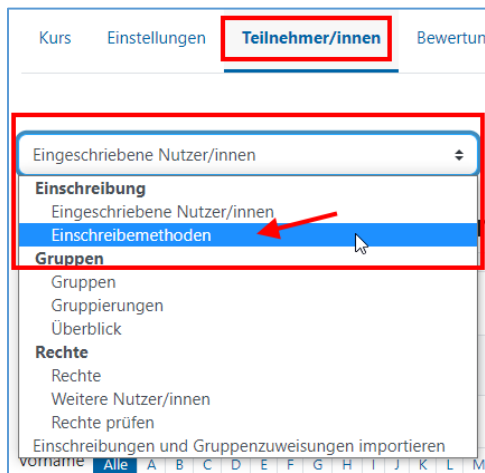 Kurs Einstellungen Teilnehmer/innen Bewertun
Eingeschriebene Nutzer/innen
Einschreibung
Eingeschriebene Nutzer/innen
Einschreibemethoden
Gruppen
Gruppen
Gruppierungen
Überblick
Rechte
Rechte
Weitere Nutzer/innen
Rechte prüfen
Einschreibungen und Gruppenzuweisungen importieren
Vorname Alle A B C D E F G H I J K L M